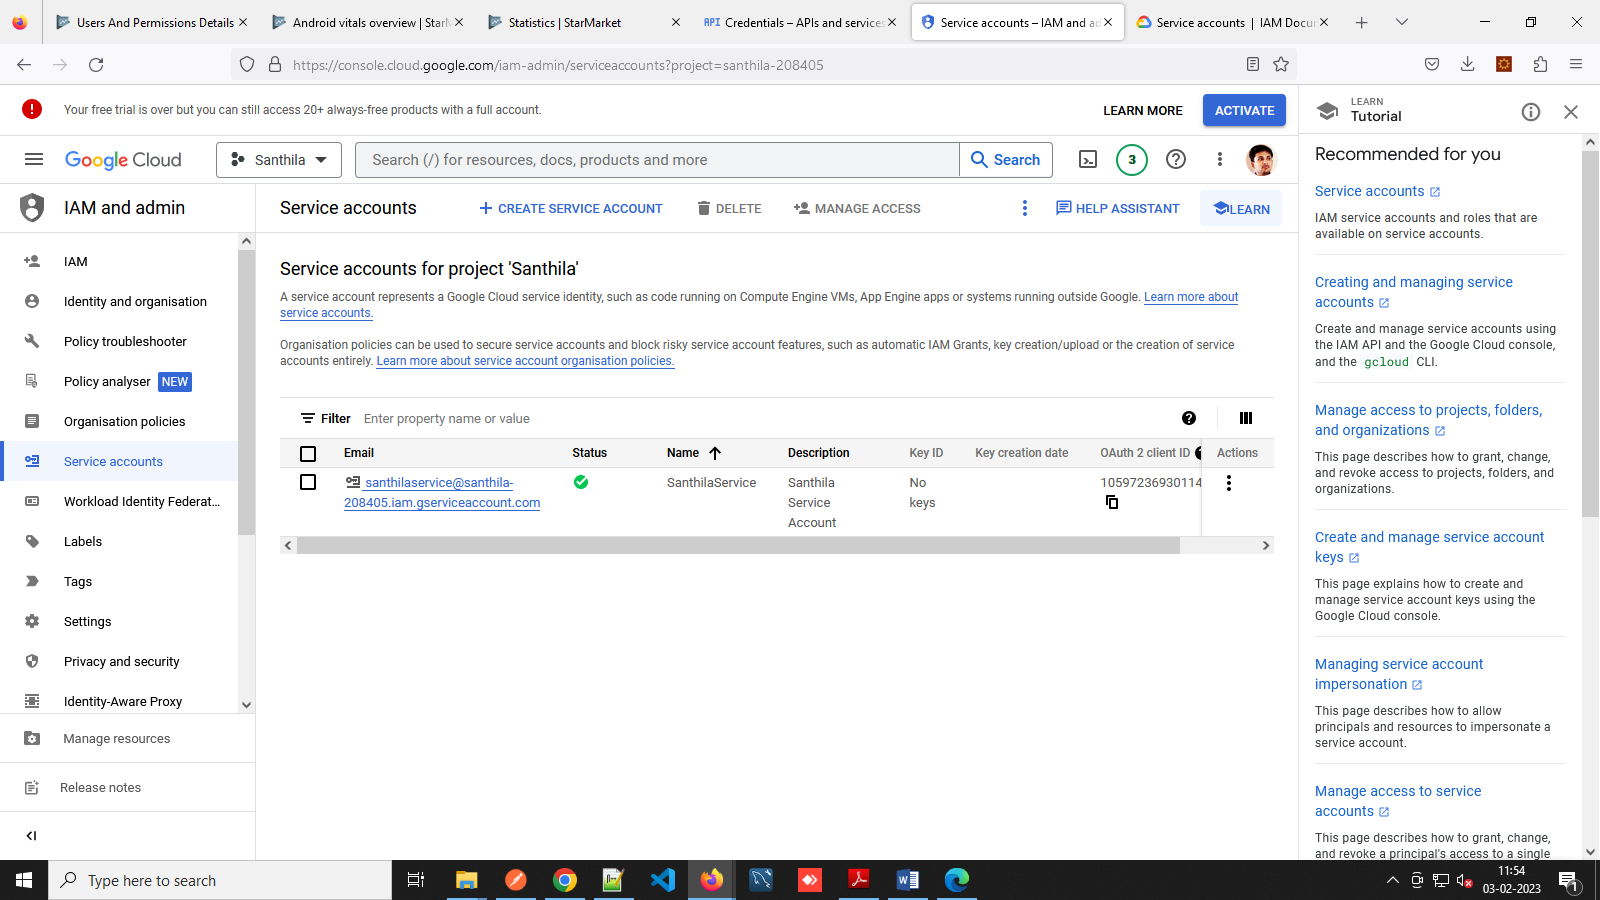 Users And Permissions Details
Android vitals overview | StarM
Statistics | StarMarket
API Credentials – APIs and services
Service accounts – IAM and ad
Service accounts | IAM Docu
https://console.cloud.google.com/iam-admin/serviceaccounts?project=santhila-208405
Your free trial is over but you can still access 20+ always-free products with a full account.
LEARN MORE
ACTIVATE
LEARN
Tutorial
Google Cloud
Santhila
Search (/) for resources, docs, products and more
Search
3
IAM and admin
Service accounts
CREATE SERVICE ACCOUNT
DELETE
MANAGE ACCESS
HELP ASSISTANT
LEARN
IAM
Identity and organisation
Policy troubleshooter
Policy analyser NEW
Organisation policies
Service accounts
Workload Identity Federat...
Labels
Tags
Settings
Privacy and security
Identity-Aware Proxy
Manage resources
Release notes
Service accounts for project 'Santhila'
A service account represents a Google Cloud service identity, such as code running on Compute Engine VMs, App Engine apps or systems running outside Google. Learn more about
service accounts.
Organisation policies can be used to secure service accounts and block risky service account features, such as automatic IAM Grants, key creation/upload or the creation of service
accounts entirely. Learn more about service account organisation policies.
Filter Enter property name or value
Email Status Name Description Key ID Key creation date OAuth 2 client ID Actions
santhilaservice@santhila-
208405.iam.gserviceaccount.com
SanthilaService
Santhila
Service
Account
No
keys
10597236930114
Recommended for you
Service accounts
IAM service accounts and roles that are
available on service accounts.
Creating and managing service
accounts
Create and manage service accounts using
the IAM API and the Google Cloud console,
and the gcloud CLI.
Manage access to projects, folders,
and organizations
This page describes how to grant, change,
and revoke access to projects, folders, and
organizations.
Create and manage service account
keys
This page explains how to create and
manage service account keys using the
Google Cloud console.
Managing service account
impersonation
This page describes how to allow
principals and resources to impersonate a
service account.
Manage access to service
accounts
This page describes how to grant, change,
and revoke a principal's access to a single
Type here to search
11:54
03-02-2023
1